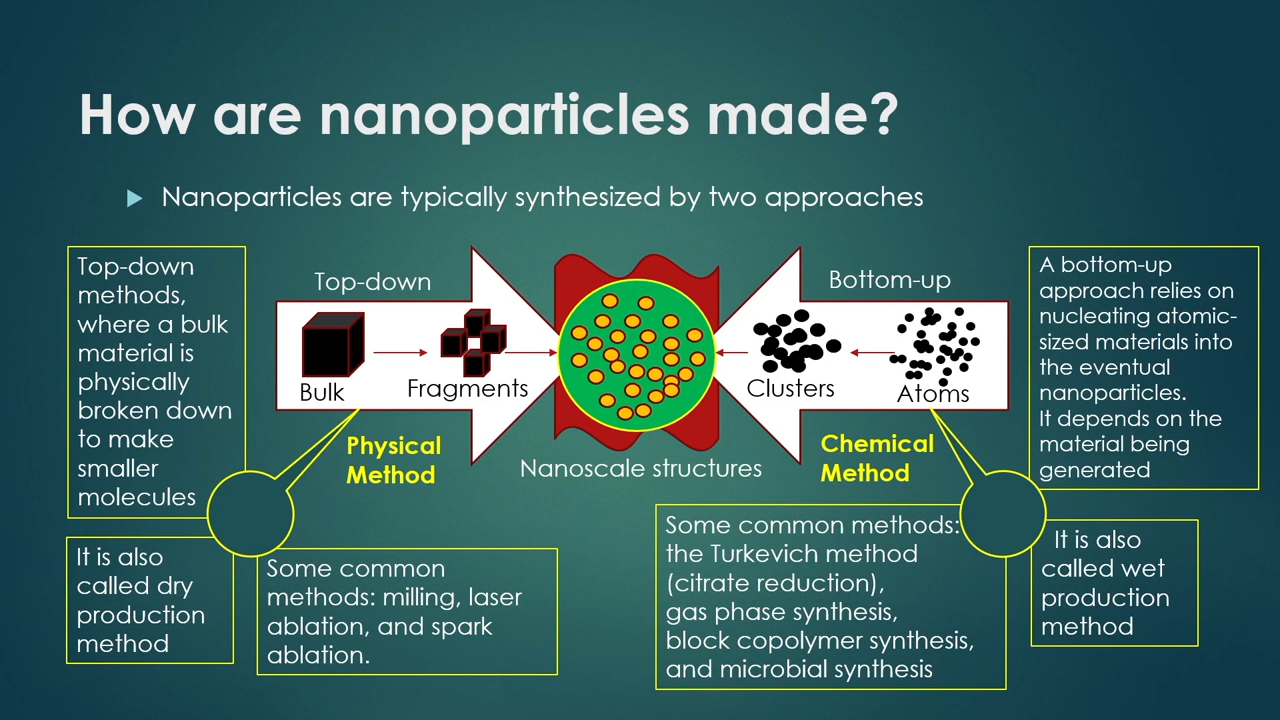 How are nanoparticles made?
Nanoparticles are typically synthesized by two approaches
Top-down
methods,
where a bulk
material is
physically
broken down
to make
smaller
molecules
It is also
called dry
production
method
Top-down
Bulk
Fragments
Physical
Method
Some common
methods: milling, laser
ablation, and spark
ablation.
Nanoscale structures
Bottom-up
Clusters
Atoms
Chemical
Method
Some common methods:
the Turkevich method
(citrate reduction),
gas phase synthesis,
block copolymer synthesis,
and microbial synthesis
A bottom-up
approach relies on
nucleating atomic-
sized materials into
the eventual
nanoparticles.
It depends on the
material being
generated
It is also
called wet
production
method